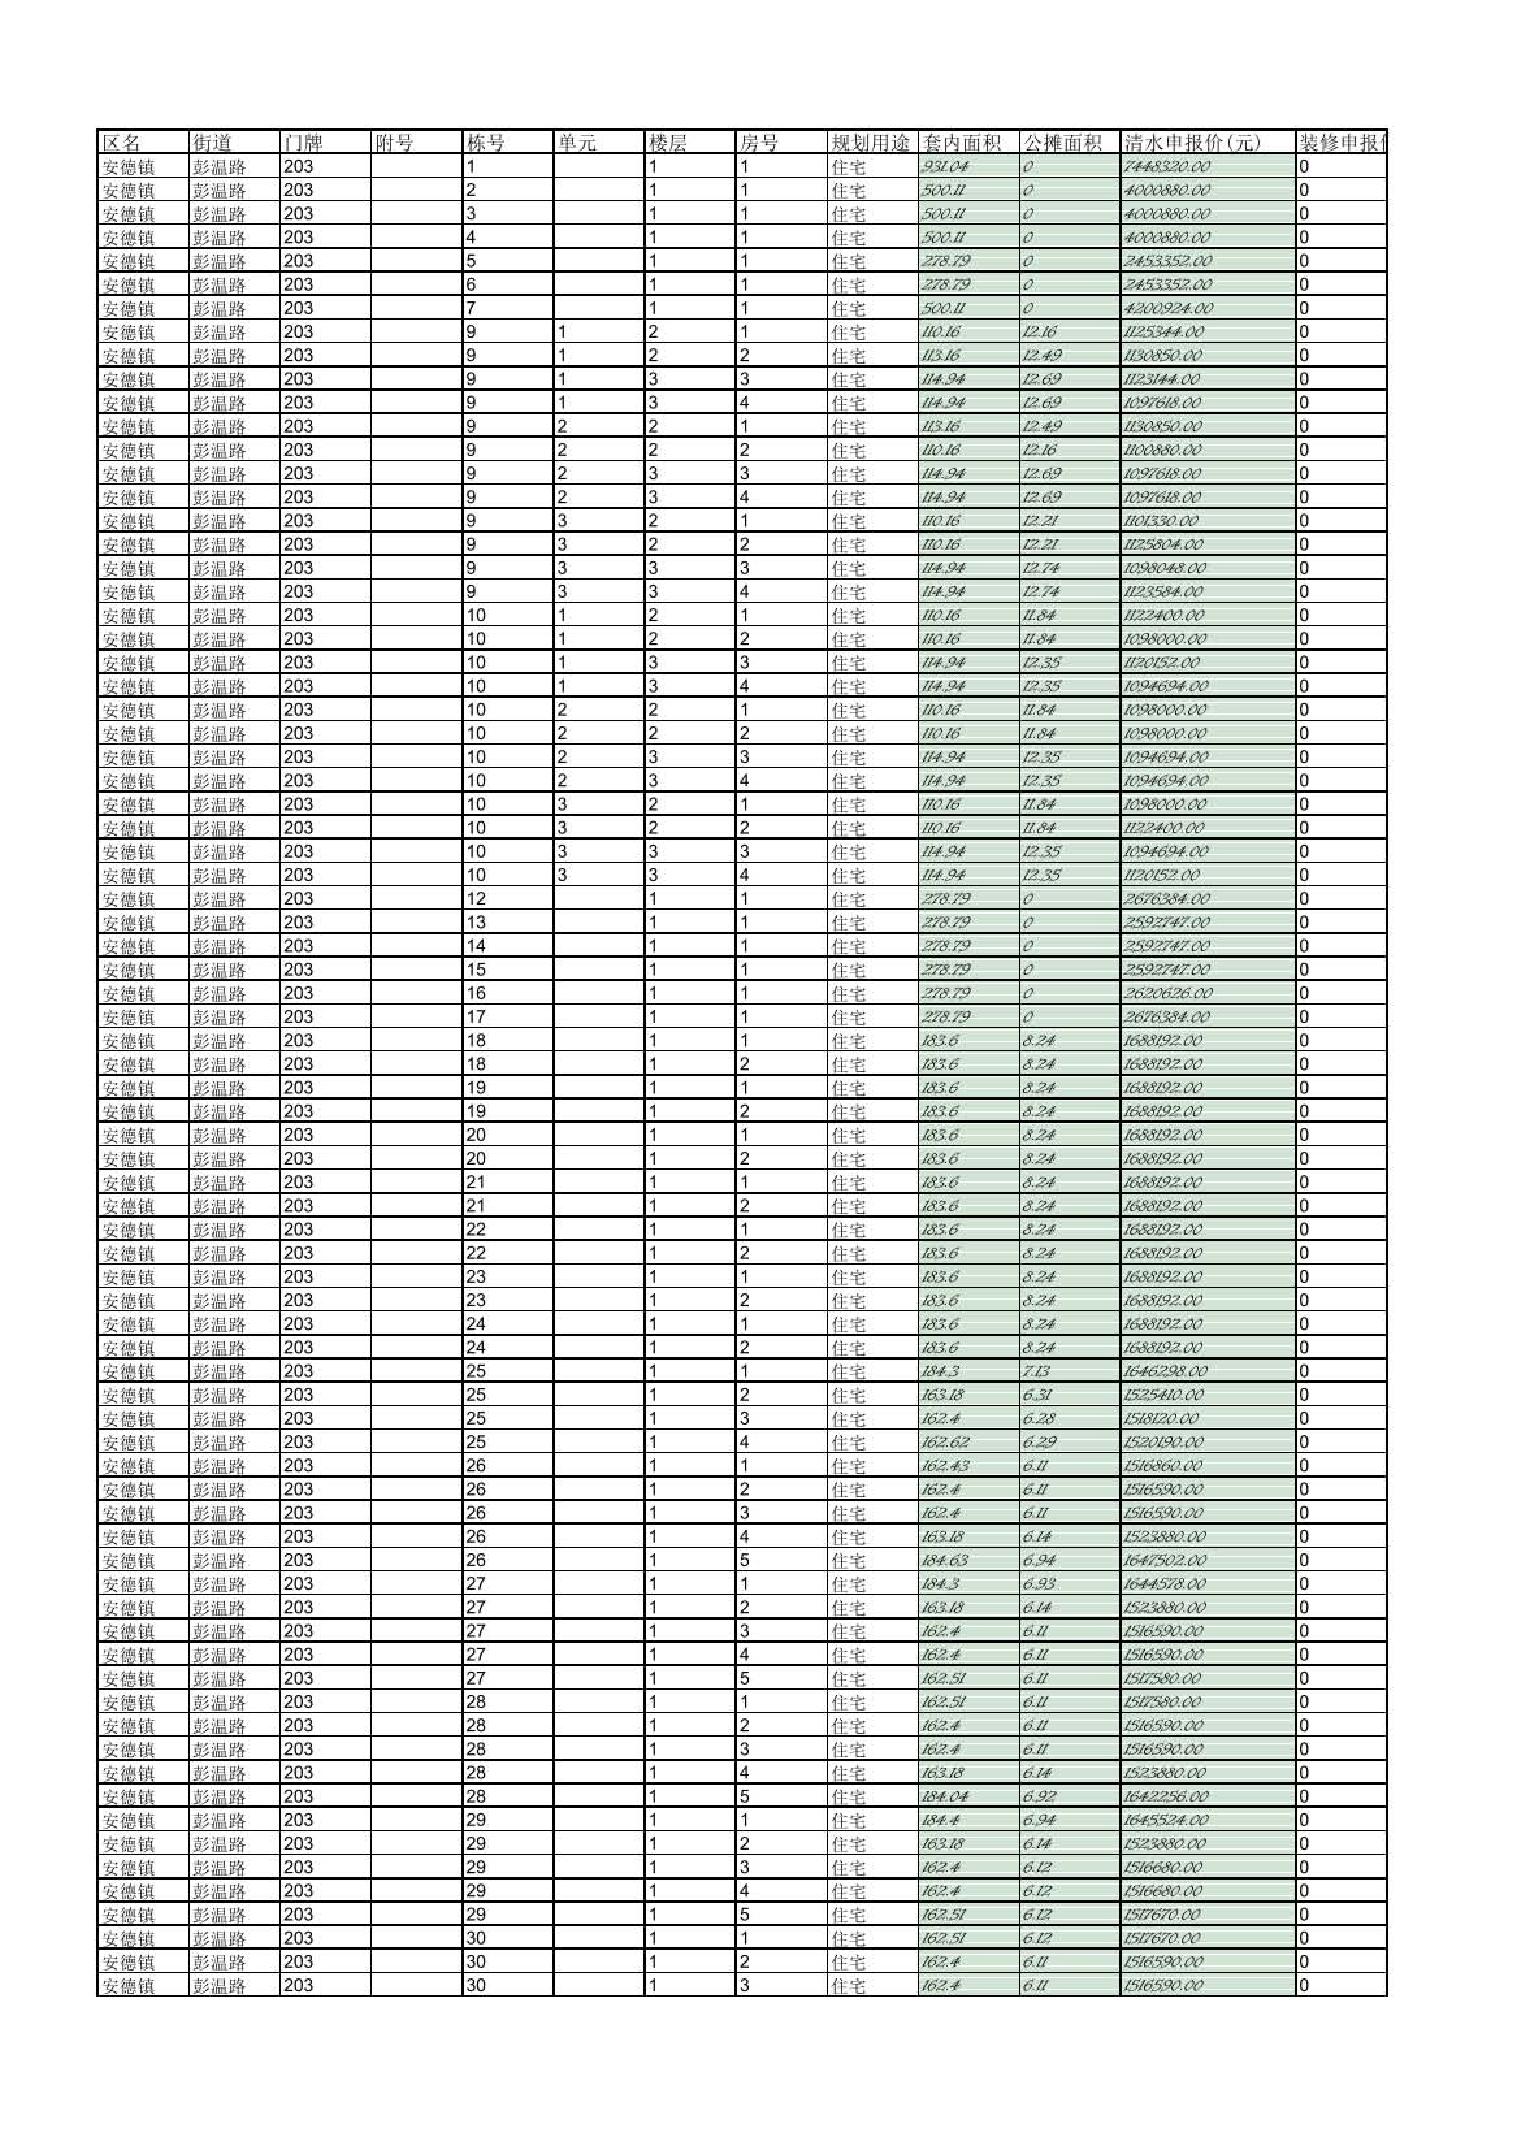 区名 街道 门牌 附号 栋号 单元 楼层 房号 规划用途 套内面积 公摊面积 清水申报价(元) 装修申报
安德镇 彭温路 203 1 1 1 住宅 931.04 0 7448320.00 0
安德镇 彭温路 203 2 1 1 住宅 500.11 0 4000880.00 0
安德镇 彭温路 203 3 1 1 住宅 500.11 0 4000880.00 0
安德镇 彭温路 203 4 1 1 住宅 500.11 0 4000880.00 0
安德镇 彭温路 203 5 1 1 住宅 278.79 0 2453352.00 0
安德镇 彭温路 203 6 1 1 住宅 278.79 0 2453352.00 0
安德镇 彭温路 203 7 1 1 住宅 500.11 0 4200924.00 0
安德镇 彭温路 203 9 1 2 1 住宅 110.16 12.16 1125344.00 0
安德镇 彭温路 203 9 1 2 2 住宅 113.16 12.49 1130850.00 0
安德镇 彭温路 203 9 1 3 3 住宅 114.94 12.69 1123144.00 0
安德镇 彭温路 203 9 1 3 4 住宅 114.94 12.69 1097618.00 0
安德镇 彭温路 203 9 2 2 1 住宅 113.16 12.49 1130850.00 0
安德镇 彭温路 203 9 2 2 2 住宅 110.16 12.16 1100880.00 0
安德镇 彭温路 203 9 2 3 3 住宅 114.94 12.69 1097618.00 0
安德镇 彭温路 203 9 2 3 4 住宅 114.94 12.69 1097618.00 0
安德镇 彭温路 203 9 3 2 1 住宅 110.16 12.21 1101330.00 0
安德镇 彭温路 203 9 3 2 2 住宅 110.16 12.21 1125804.00 0
安德镇 彭温路 203 9 3 3 3 住宅 114.94 12.74 1098048.00 0
安德镇 彭温路 203 9 3 3 4 住宅 114.94 12.74 1123584.00 0
安德镇 彭温路 203 10 1 2 1 住宅 110.16 11.84 1122400.00 0
安德镇 彭温路 203 10 1 2 2 住宅 110.16 11.84 1098000.00 0
安德镇 彭温路 203 10 1 3 3 住宅 114.94 12.35 1120152.00 0
安德镇 彭温路 203 10 1 3 4 住宅 114.94 12.35 1094694.00 0
安德镇 彭温路 203 10 2 2 1 住宅 110.16 11.84 1098000.00 0
安德镇 彭温路 203 10 2 2 2 住宅 110.16 11.84 1098000.00 0
安德镇 彭温路 203 10 2 3 3 住宅 114.94 12.35 1094694.00 0
安德镇 彭温路 203 10 2 3 4 住宅 114.94 12.35 1094694.00 0
安德镇 彭温路 203 10 3 2 1 住宅 110.16 11.84 1098000.00 0
安德镇 彭温路 203 10 3 2 2 住宅 110.16 11.84 1122400.00 0
安德镇 彭温路 203 10 3 3 3 住宅 114.94 12.35 1094694.00 0
安德镇 彭温路 203 10 3 3 4 住宅 114.94 12.35 1120152.00 0
安德镇 彭温路 203 12 1 1 住宅 278.79 0 2676384.00 0
安德镇 彭温路 203 13 1 1 住宅 278.79 0 2592747.00 0
安德镇 彭温路 203 14 1 1 住宅 278.79 0 2592747.00 0
安德镇 彭温路 203 15 1 1 住宅 278.79 0 2592747.00 0
安德镇 彭温路 203 16 1 1 住宅 278.79 0 2620626.00 0
安德镇 彭温路 203 17 1 1 住宅 278.79 0 2676384.00 0
安德镇 彭温路 203 18 1 1 住宅 183.6 8.24 1688192.00 0
安德镇 彭温路 203 18 1 2 住宅 183.6 8.24 1688192.00 0
安德镇 彭温路 203 19 1 1 住宅 183.6 8.24 1688192.00 0
安德镇 彭温路 203 19 1 2 住宅 183.6 8.24 1688192.00 0
安德镇 彭温路 203 20 1 1 住宅 183.6 8.24 1688192.00 0
安德镇 彭温路 203 20 1 2 住宅 183.6 8.24 1688192.00 0
安德镇 彭温路 203 21 1 1 住宅 183.6 8.24 1688192.00 0
安德镇 彭温路 203 21 1 2 住宅 183.6 8.24 1688192.00 0
安德镇 彭温路 203 22 1 1 住宅 183.6 8.24 1688192.00 0
安德镇 彭温路 203 22 1 2 住宅 183.6 8.24 1688192.00 0
安德镇 彭温路 203 23 1 1 住宅 183.6 8.24 1688192.00 0
安德镇 彭温路 203 23 1 2 住宅 183.6 8.24 1688192.00 0
安德镇 彭温路 203 24 1 1 住宅 183.6 8.24 1688192.00 0
安德镇 彭温路 203 24 1 2 住宅 183.6 8.24 1688192.00 0
安德镇 彭温路 203 25 1 1 住宅 184.3 7.13 1646298.00 0
安德镇 彭温路 203 25 1 2 住宅 163.18 6.31 1525410.00 0
安德镇 彭温路 203 25 1 3 住宅 162.4 6.28 1518120.00 0
安德镇 彭温路 203 25 1 4 住宅 162.62 6.29 1520190.00 0
安德镇 彭温路 203 26 1 1 住宅 162.43 6.11 1516860.00 0
安德镇 彭温路 203 26 1 2 住宅 162.4 6.11 1516590.00 0
安德镇 彭温路 203 26 1 3 住宅 162.4 6.11 1516590.00 0
安德镇 彭温路 203 26 1 4 住宅 163.18 6.14 1523880.00 0
安德镇 彭温路 203 26 1 5 住宅 184.63 6.94 1647502.00 0
安德镇 彭温路 203 27 1 1 住宅 184.3 6.93 1644578.00 0
安德镇 彭温路 203 27 1 2 住宅 163.18 6.14 1523880.00 0
安德镇 彭温路 203 27 1 3 住宅 162.4 6.11 1516590.00 0
安德镇 彭温路 203 27 1 4 住宅 162.4 6.11 1516590.00 0
安德镇 彭温路 203 27 1 5 住宅 162.51 6.11 1517580.00 0
安德镇 彭温路 203 28 1 1 住宅 162.51 6.11 1517580.00 0
安德镇 彭温路 203 28 1 2 住宅 162.4 6.11 1516590.00 0
安德镇 彭温路 203 28 1 3 住宅 162.4 6.11 1516590.00 0
安德镇 彭温路 203 28 1 4 住宅 163.18 6.14 1523880.00 0
安德镇 彭温路 203 28 1 5 住宅 184.04 6.92 1642256.00 0
安德镇 彭温路 203 29 1 1 住宅 184.4 6.94 1645524.00 0
安德镇 彭温路 203 29 1 2 住宅 163.18 6.14 1523880.00 0
安德镇 彭温路 203 29 1 3 住宅 162.4 6.12 1516680.00 0
安德镇 彭温路 203 29 1 4 住宅 162.4 6.12 1516680.00 0
安德镇 彭温路 203 29 1 5 住宅 162.51 6.12 1517670.00 0
安德镇 彭温路 203 30 1 1 住宅 162.51 6.12 1517670.00 0
安德镇 彭温路 203 30 1 2 住宅 162.4 6.11 1516590.00 0
安德镇 彭温路 203 30 1 3 住宅 162.4 6.11 1516590.00 0